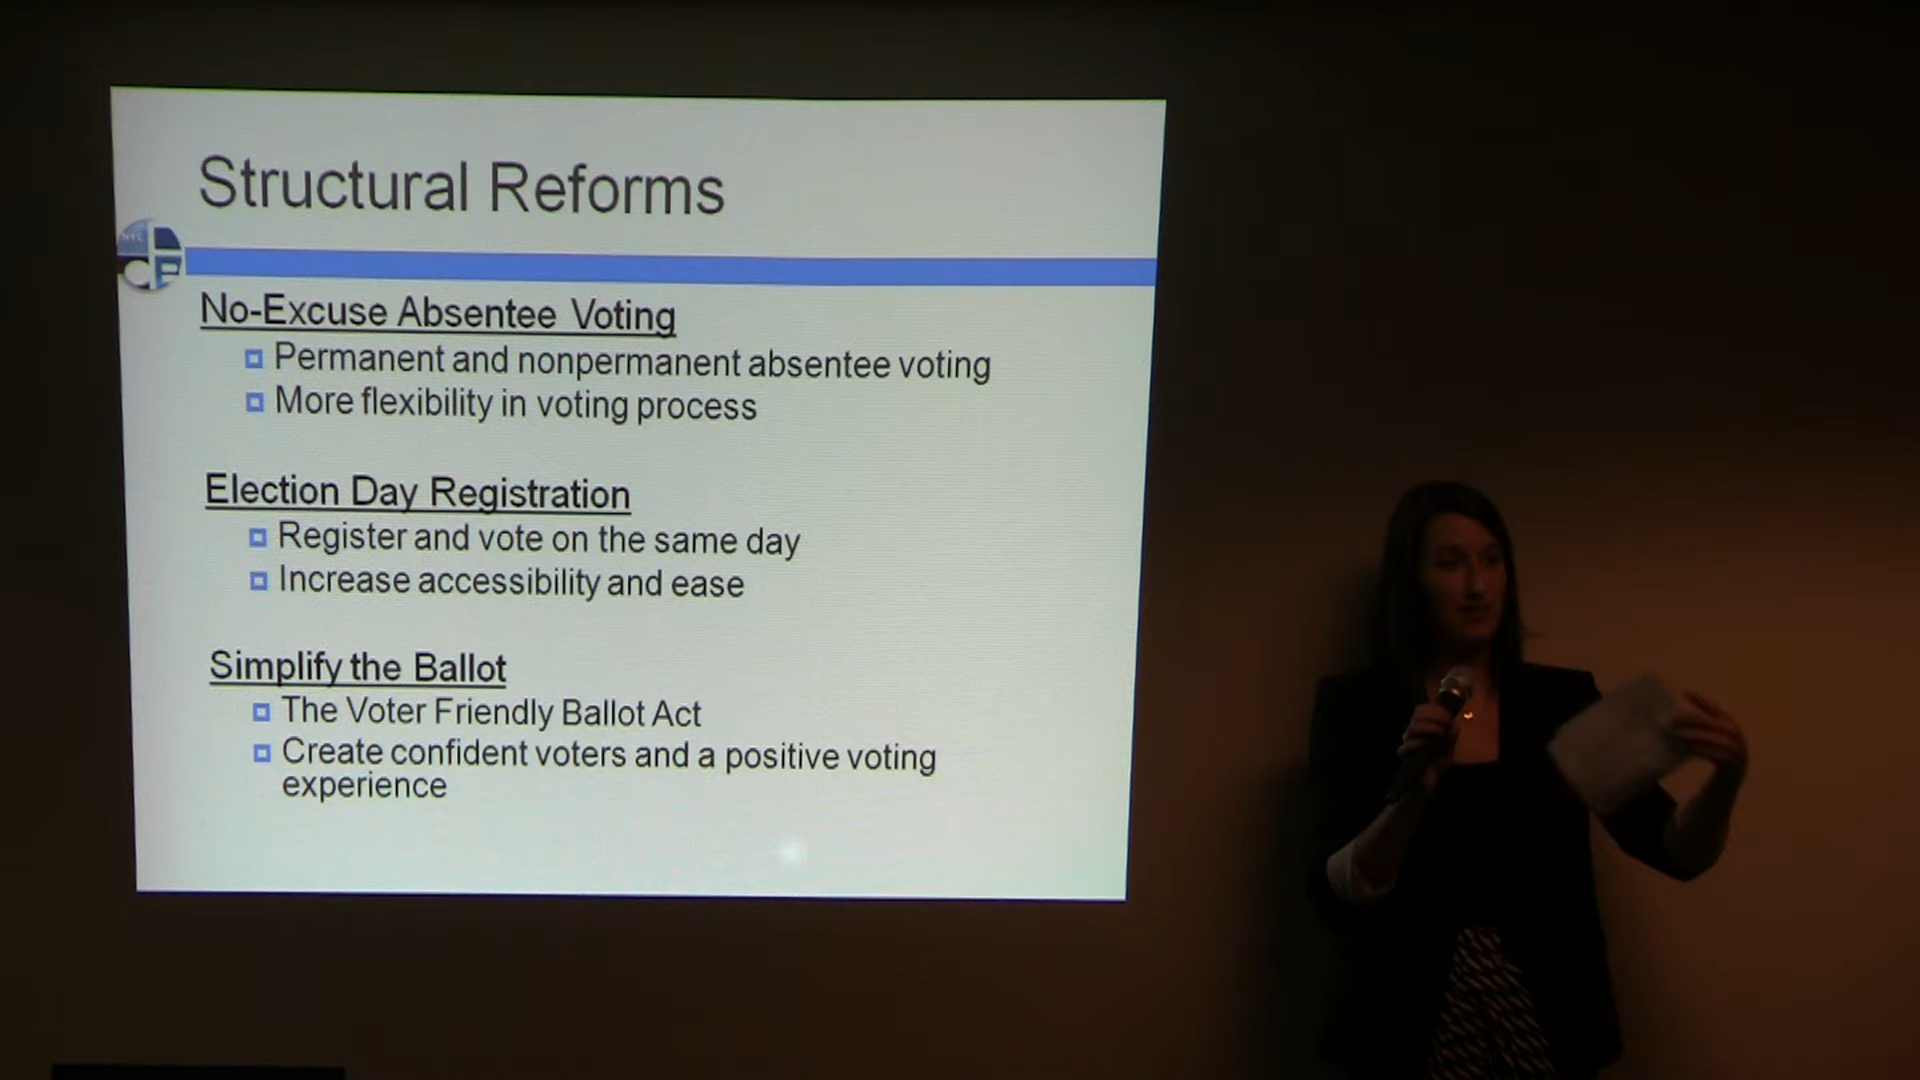 Structural Reforms
NYC
CF
No-Excuse Absentee Voting
Permanent and nonpermanent absentee voting
More flexibility in voting process
Election Day Registration
Register and vote on the same day
Increase accessibility and ease
Simplify the Ballot
The Voter Friendly Ballot Act
Create confident voters and a positive voting
experience